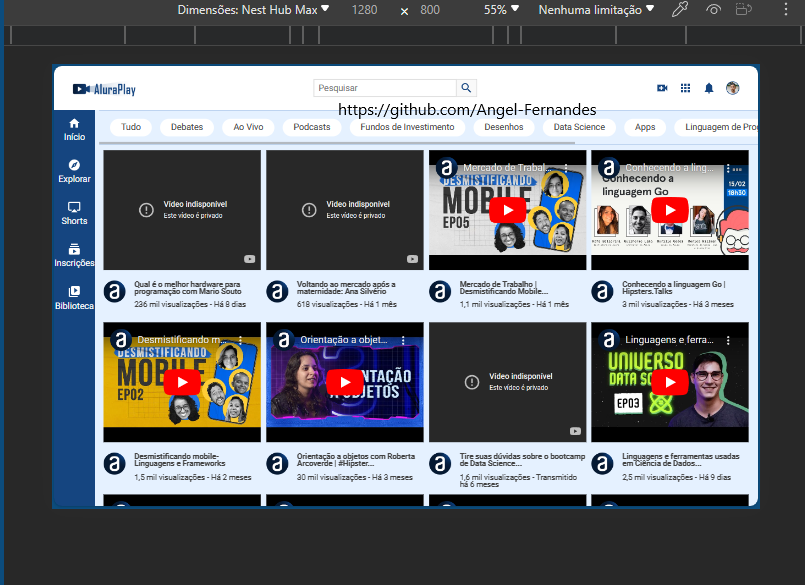 Dimensões: Nest Hub Max 1280 × 800 55% Nenhuma limitação
AluraPlay
Pesquisar
https://github.com/Angel-Fernandes
Início
Explorar
Shorts
Inscrições
Biblioteca
Tudo Debates Ao Vivo Podcasts Fundos de Investimento Desenhos Data Science Apps Linguagem de Pro
Vídeo indisponível
Este vídeo é privado
Vídeo indisponível
Este vídeo é privado
Mercado de Trabal...
DESMISTIFICANDO
MOBILE
EP05
Conhecendo a ling...
Conhecendo a
linguagem Go
15/02
18h30
Qual é o melhor hardware para
programação com Mario Souto
236 mil visualizações - Há 8 dias
Voltando ao mercado após a
maternidade: Ana Silvério
618 visualizações - Há 1 mês
Mercado de Trabalho |
Desmistificando Mobile...
1,1 mil visualizações - Há 1 mês
Conhecendo a linguagem Go |
Hipsters.Talks
3 mil visualizações - Há 3 meses
Desmistificando m...
DESMISTIFICANDO
MOBILE
EP02
Orientação a objet...
NTAÇÃO
A OBJETOS
Vídeo indisponível
Este vídeo é privado
Linguagens e ferra...
UNIVERSO
DATA SC
EP03
Desmistificando mobile-
Linguagens e Frameworks
1,5 mil visualizações - Há 2 meses
Orientação a objetos com Roberta
Arcoverde | #Hipster...
30 mil visualizações - Há 3 meses
Tire suas dúvidas sobre o bootcamp
de Data Science...
1,6 mil visualizações - Transmitido
há 6 meses
Linguagens e ferramentas usadas
em Ciência de Dados...
2,5 mil visualizações - Há 9 dias